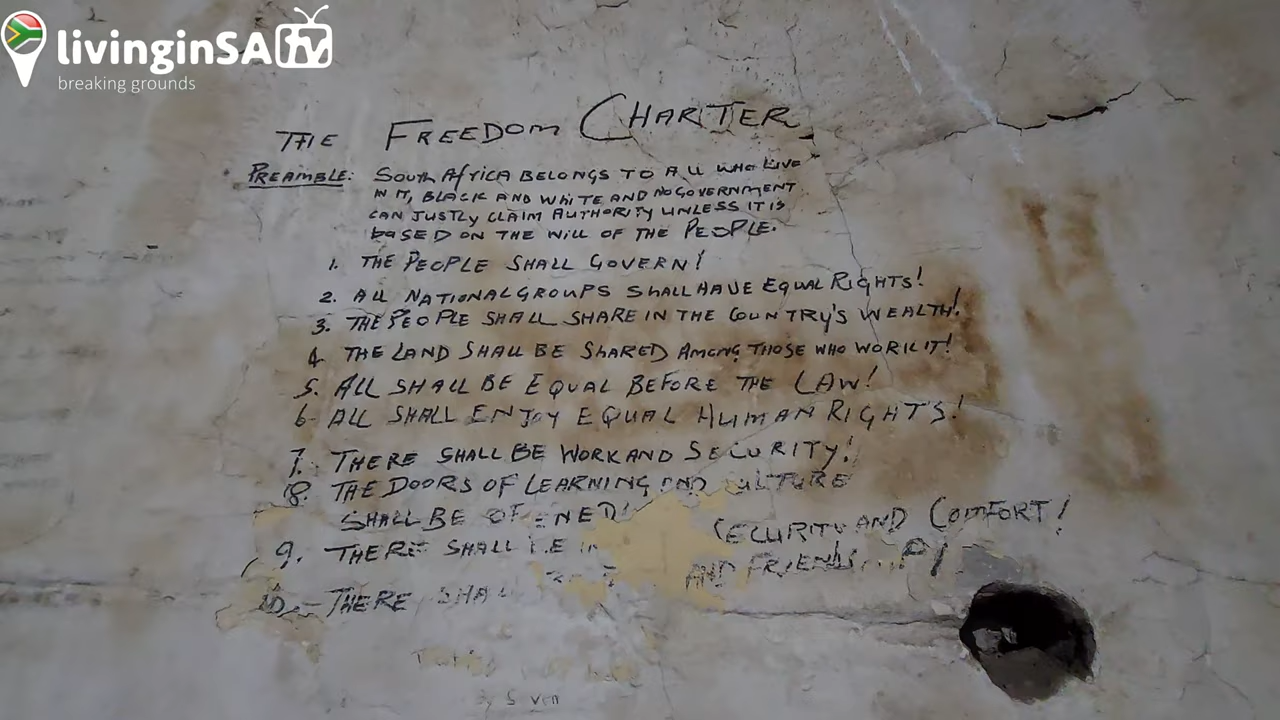 livinginSA tv
breaking grounds
THE FREEDOM CHARTER
PREAMBLE: SOUTH AFRICA BELONGS TO ALL WHO LIVE
IN IT, BLACK AND WHITE AND NO GOVERNMENT
CAN JUSTLY CLAIM AUTHORITY UNLESS IT IS
BASED ON THE WILL OF THE PEOPLE.
1. THE PEOPLE SHALL GOVERN!
2. ALL NATIONAL GROUPS SHALL HAVE EQUAL RIGHTS!
3. THE PEOPLE SHALL SHARE IN THE COUNTRY'S WEALTH!
4. THE LAND SHALL BE SHARED AMONG THOSE WHO WORK IT!
5. ALL SHALL BE EQUAL BEFORE THE LAW!
6. ALL SHALL ENJOY EQUAL HUMAN RIGHTS!
7. THERE SHALL BE WORK AND SECURITY!
8. THE DOORS OF LEARNING AND CULTURE
SHALL BE OPENED!
9. THERE SHALL BE SECURITY AND COMFORT!
10. THERE SHALL AND